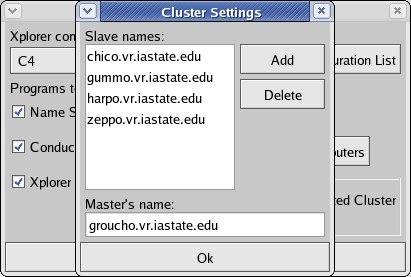 Cluster Settings
Xplorer con
C4
Programs to
Name S
Conduc
Xplorer
Slave names:
chico.vr.iastate.edu
gummo.vr.iastate.edu
harpo.vr.iastate.edu
zeppo.vr.iastate.edu
Add
Delete
Master's name:
groucho.vr.iastate.edu
Ok
uration List
uters
ed Cluster